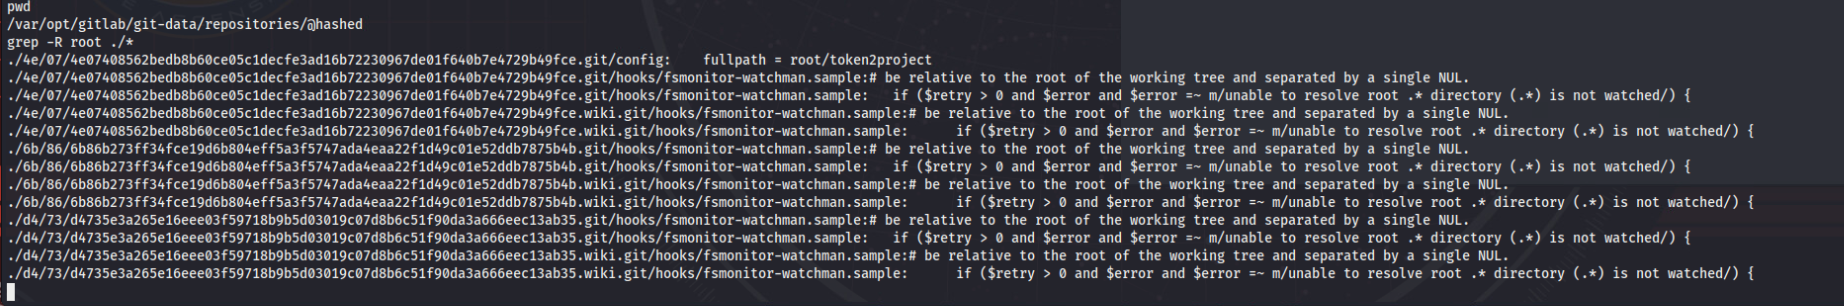 pwd
/var/opt/gitlab/git-data/repositories/@hashed
grep -R root ./*
./4e/07/4e07408562bedb8b60ce05c1decfe3ad16b72230967de01f640b7e4729b49fce.git/config:    fullpath = root/token2project
./4e/07/4e07408562bedb8b60ce05c1decfe3ad16b72230967de01f640b7e4729b49fce.git/hooks/fsmonitor-watchman.sample:# be relative to the root of the working tree and separated by a single NUL.
./4e/07/4e07408562bedb8b60ce05c1decfe3ad16b72230967de01f640b7e4729b49fce.git/hooks/fsmonitor-watchman.sample:   if ($retry > 0 and $error and $error =~ m/unable to resolve root .* directory (.*) is not watched/) {
./4e/07/4e07408562bedb8b60ce05c1decfe3ad16b72230967de01f640b7e4729b49fce.wiki.git/hooks/fsmonitor-watchman.sample:# be relative to the root of the working tree and separated by a single NUL.
./4e/07/4e07408562bedb8b60ce05c1decfe3ad16b72230967de01f640b7e4729b49fce.wiki.git/hooks/fsmonitor-watchman.sample:      if ($retry > 0 and $error and $error =~ m/unable to resolve root .* directory (.*) is not watched/) {
./6b/86/6b86b273ff34fce19d6b804eff5a3f5747ada4eaa22f1d49c01e52ddb7875b4b.git/hooks/fsmonitor-watchman.sample:# be relative to the root of the working tree and separated by a single NUL.
./6b/86/6b86b273ff34fce19d6b804eff5a3f5747ada4eaa22f1d49c01e52ddb7875b4b.git/hooks/fsmonitor-watchman.sample:   if ($retry > 0 and $error and $error =~ m/unable to resolve root .* directory (.*) is not watched/) {
./6b/86/6b86b273ff34fce19d6b804eff5a3f5747ada4eaa22f1d49c01e52ddb7875b4b.wiki.git/hooks/fsmonitor-watchman.sample:# be relative to the root of the working tree and separated by a single NUL.
./6b/86/6b86b273ff34fce19d6b804eff5a3f5747ada4eaa22f1d49c01e52ddb7875b4b.wiki.git/hooks/fsmonitor-watchman.sample:      if ($retry > 0 and $error and $error =~ m/unable to resolve root .* directory (.*) is not watched/) {
./d4/73/d4735e3a265e16eee03f59718b9b5d03019c07d8b6c51f90da3a666eec13ab35.git/hooks/fsmonitor-watchman.sample:# be relative to the root of the working tree and separated by a single NUL.
./d4/73/d4735e3a265e16eee03f59718b9b5d03019c07d8b6c51f90da3a666eec13ab35.git/hooks/fsmonitor-watchman.sample:   if ($retry > 0 and $error and $error =~ m/unable to resolve root .* directory (.*) is not watched/) {
./d4/73/d4735e3a265e16eee03f59718b9b5d03019c07d8b6c51f90da3a666eec13ab35.wiki.git/hooks/fsmonitor-watchman.sample:# be relative to the root of the working tree and separated by a single NUL.
./d4/73/d4735e3a265e16eee03f59718b9b5d03019c07d8b6c51f90da3a666eec13ab35.wiki.git/hooks/fsmonitor-watchman.sample:      if ($retry > 0 and $error and $error =~ m/unable to resolve root .* directory (.*) is not watched/) {